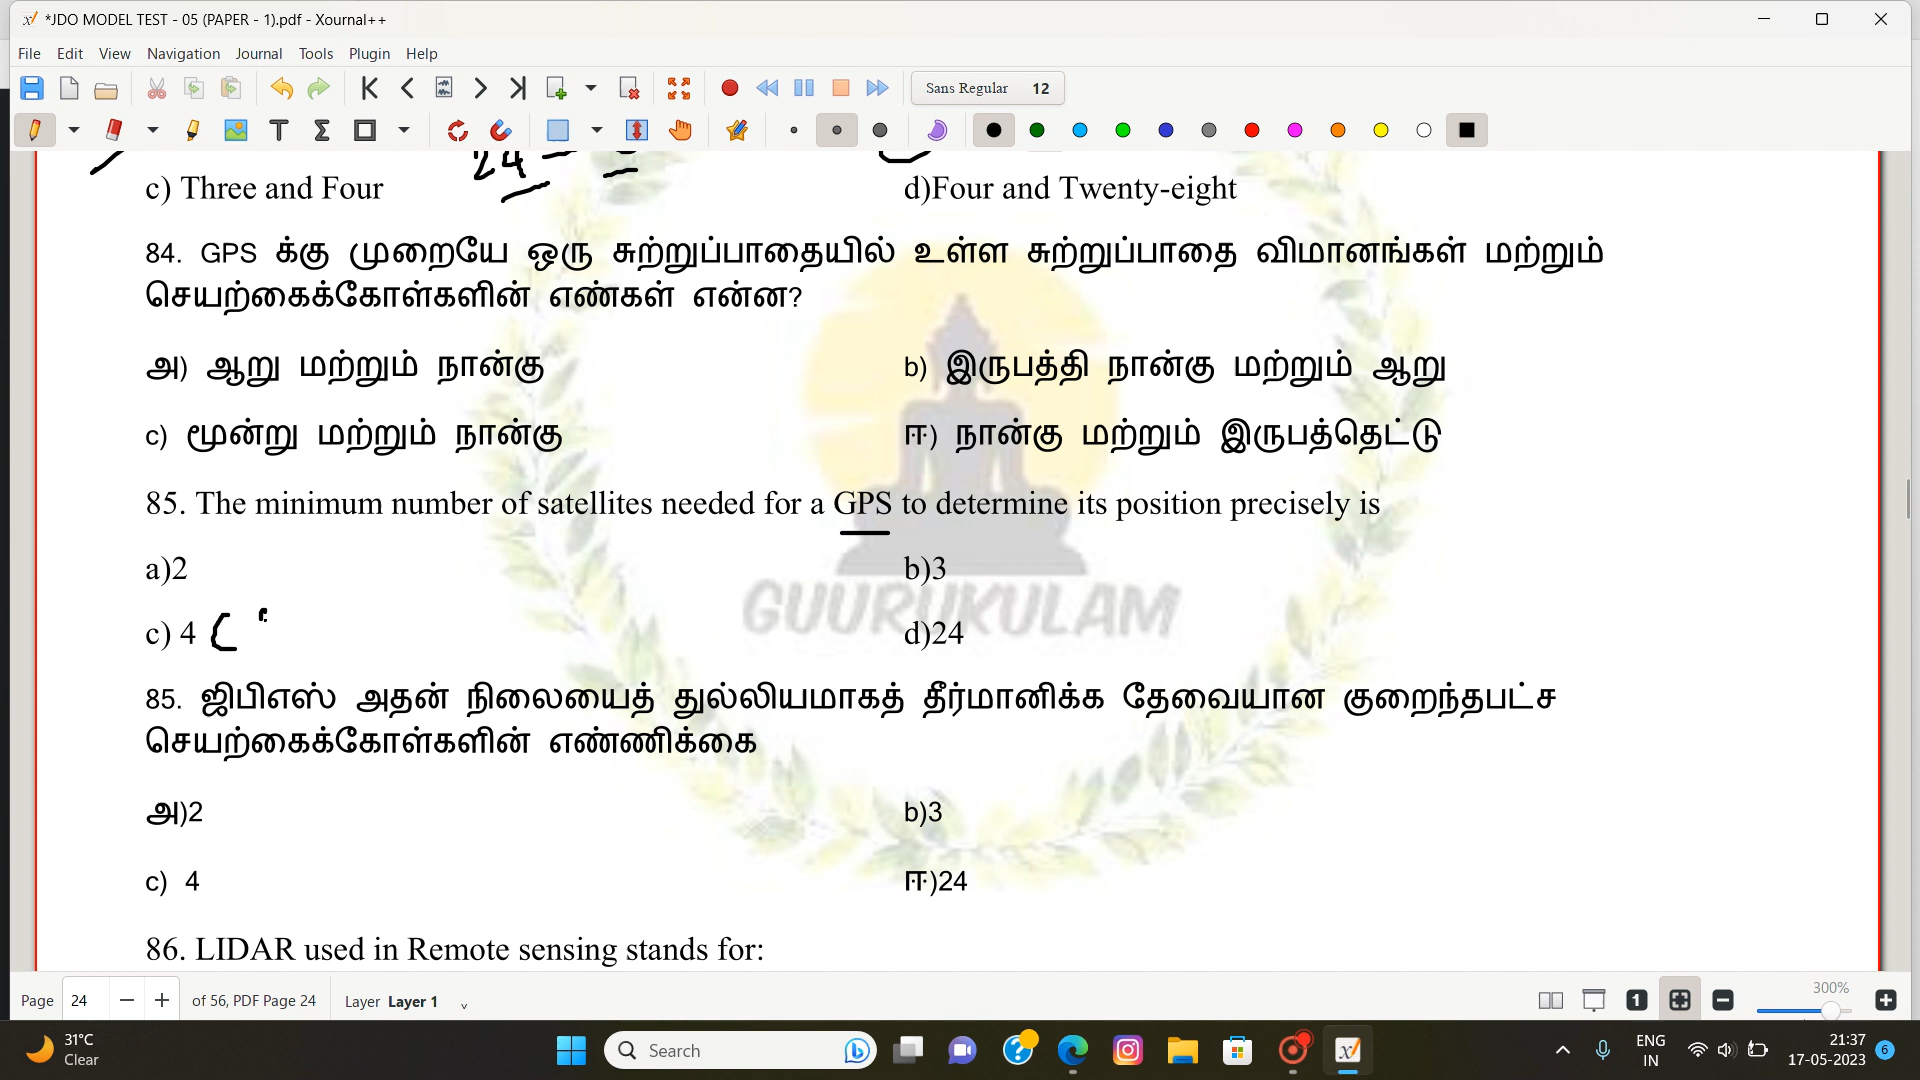 *JDO MODEL TEST - 05 (PAPER - 1).pdf - Xournal++
File Edit View Navigation Journal Tools Plugin Help
Sans Regular 12
24
c) Three and Four d)Four and Twenty-eight
84. GPS க்கு முறையே ஒரு சுற்றுப்பாதையில் உள்ள சுற்றுப்பாதை விமானங்கள் மற்றும்
செயற்கைக்கோள்களின் எண்கள் என்ன?
அ) ஆறு மற்றும் நான்கு b) இருபத்தி நான்கு மற்றும் ஆறு
c) மூன்று மற்றும் நான்கு ஈ) நான்கு மற்றும் இருபத்தெட்டு
85. The minimum number of satellites needed for a GPS to determine its position precisely is
a)2 b)3
GUURUKULAM
c) 4 d)24
85. ஜிபிஎஸ் அதன் நிலையைத் துல்லியமாகத் தீர்மானிக்க தேவையான குறைந்தபட்ச
செயற்கைக்கோள்களின் எண்ணிக்கை
அ)2 b)3
c) 4 ஈ)24
86. LIDAR used in Remote sensing stands for:
Page 24 of 56, PDF Page 24 Layer Layer 1 300%
31°C
Clear
Search
ENG
IN
21:37
17-05-2023
6